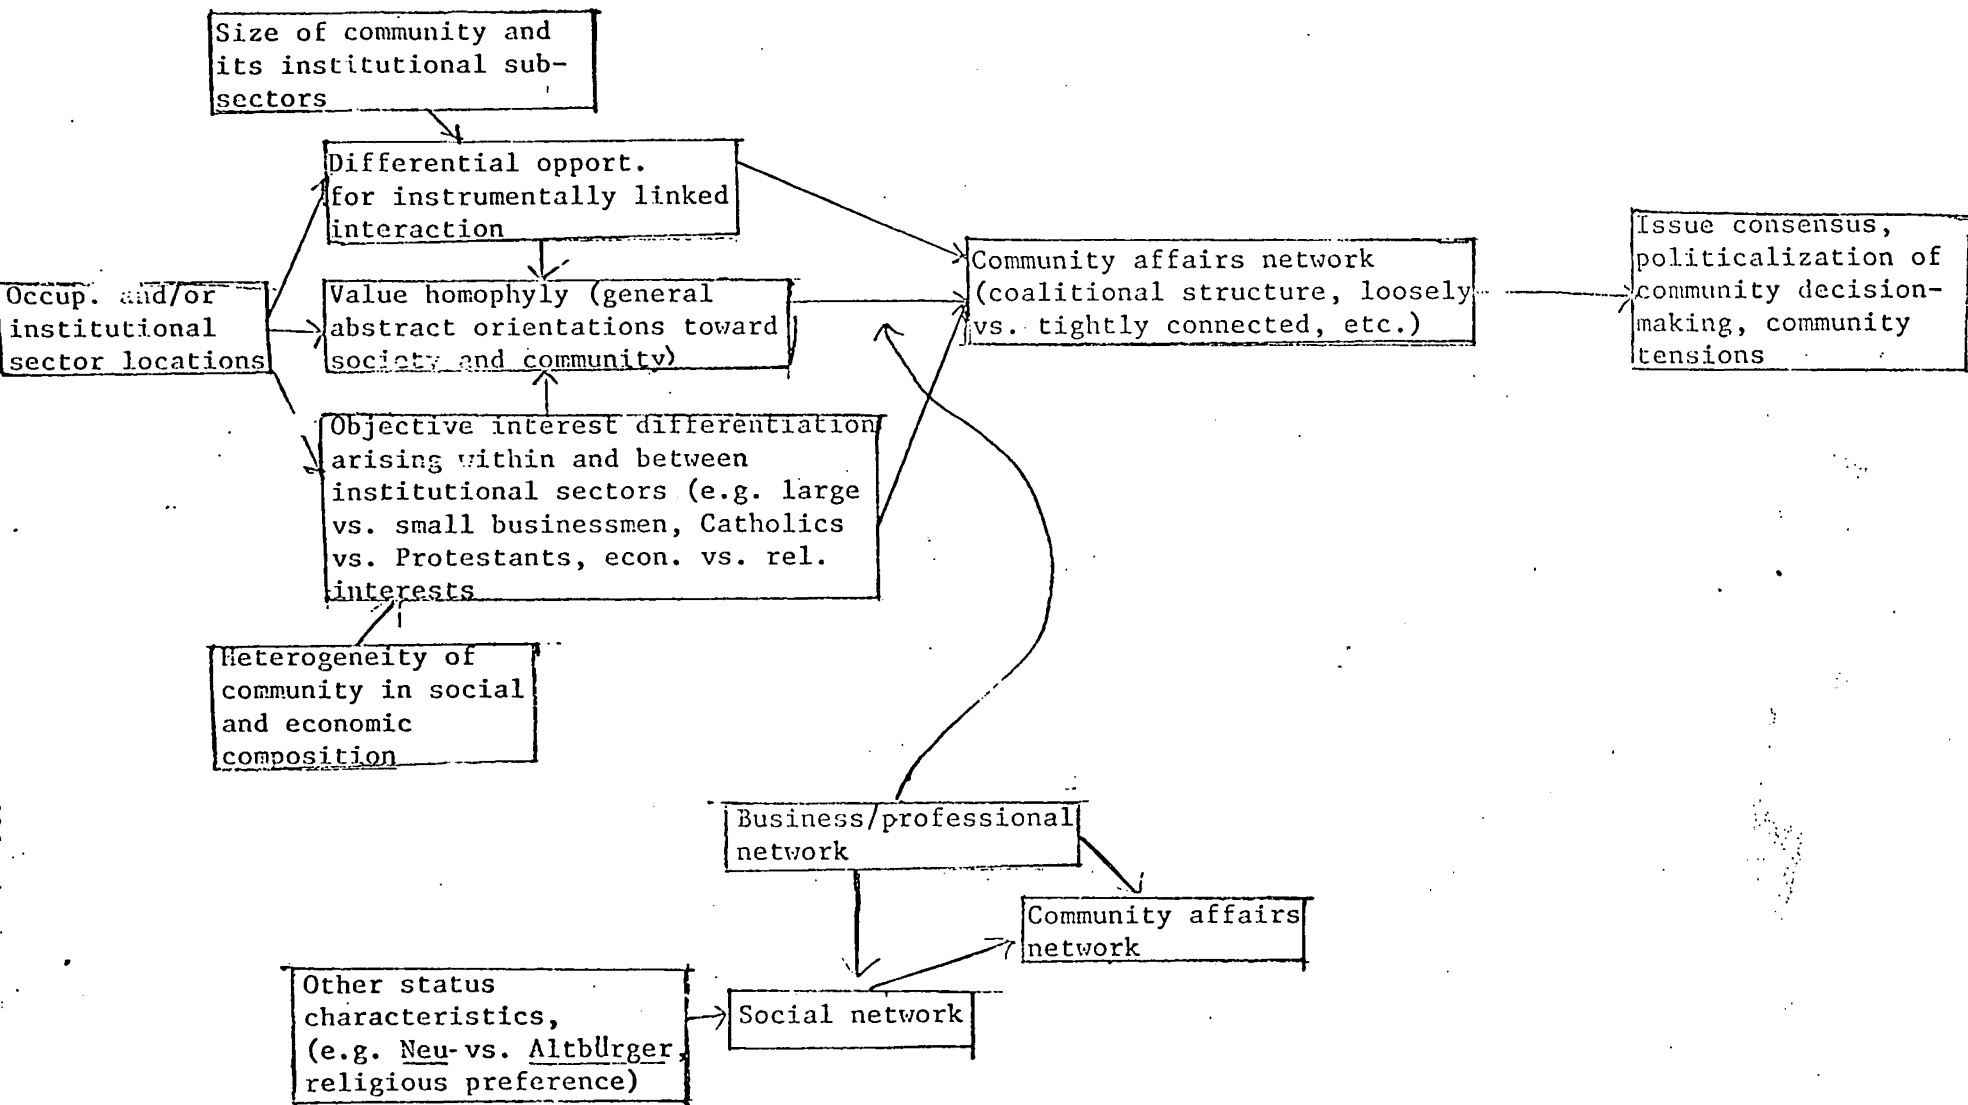 Size of community and
its institutional sub-
sectors
Differential opport.
for instrumentally linked
interaction
Occup. and/or
institutional
sector locations
Value homophyly (general
abstract orientations toward
society and community)
Objective interest differentiation
arising within and between
institutional sectors (e.g. large
vs. small businessmen, Catholics
vs. Protestants, econ. vs. rel.
interests
Heterogeneity of
community in social
and economic
composition
Community affairs network
(coalitional structure, loosely
vs. tightly connected, etc.)
Issue consensus,
politicalization of
community decision-
making, community
tensions
Business/professional
network
Community affairs
network
Other status
characteristics,
(e.g. Neu- vs. Altbürger,
religious preference)
Social network